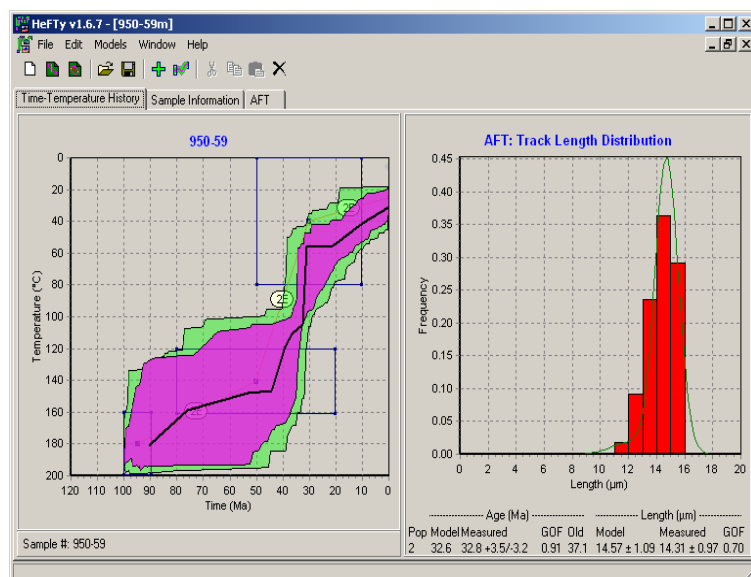 HeFTy v1.6.7 - [950-59m]
File Edit Models Window Help
Time-Temperature History Sample Information AFT
950-59
0
20
40
60
80
100
120
140
160
180
200
Temperature (°C)
120 110 100 90 80 70 60 50 40 30 20 10 0
Time (Ma)
2E
2E
Sample #: 950-59
AFT: Track Length Distribution
0.45
0.40
0.35
0.30
0.25
0.20
0.15
0.10
0.05
0.00
Frequency
0 2 4 6 8 10 12 14 16 18 20
Length (µm)
Age (Ma) Length (µm)
Pop Model Measured GOF Old Model Measured GOF
2 32.6 32.8 +3.5/-3.2 0.91 37.1 14.57 ± 1.09 14.31 ± 0.97 0.70